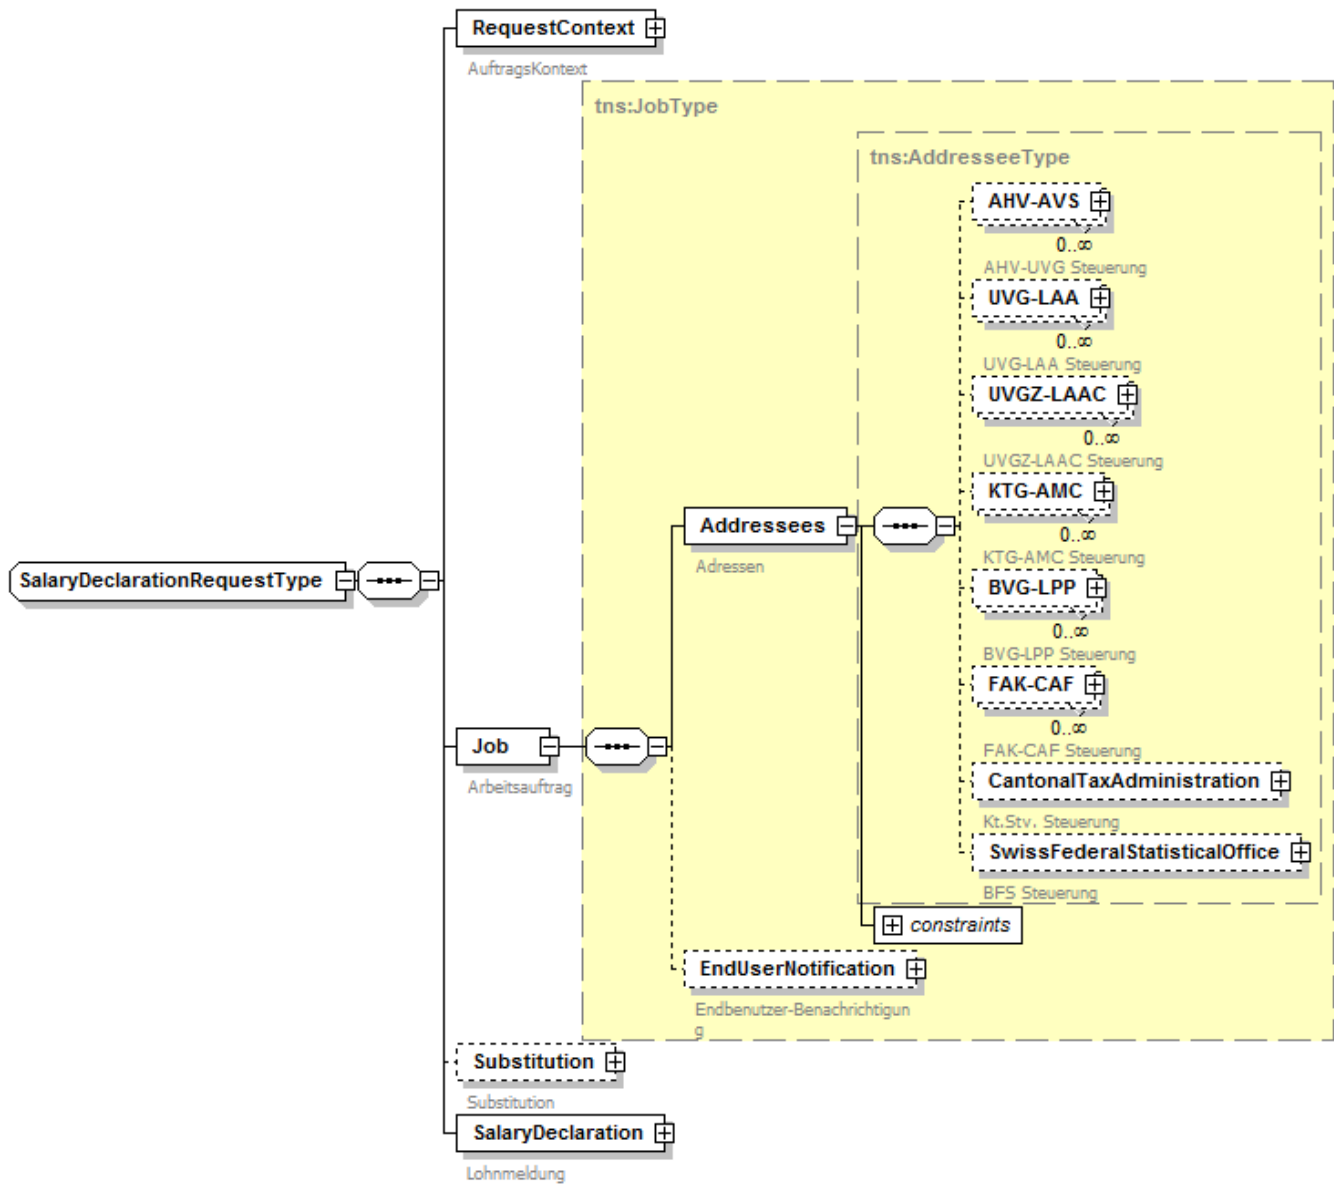 RequestContext
AuftragsKontext
tns:JobType
tns:AddresseeType
AHV-AVS
0..∞
AHV-UVG Steuerung
UVG-LAA
0..∞
UVG-LAA Steuerung
UVGZ-LAAC
0..∞
UVGZ-LAAC Steuerung
KTG-AMC
0..∞
KTG-AMC Steuerung
Addressees
Adressen
SalaryDeclarationRequestType
BVG-LPP
0..∞
BVG-LPP Steuerung
FAK-CAF
0..∞
FAK-CAF Steuerung
Job
Arbeitsauftrag
CantonalTaxAdministration
Kt.Stv. Steuerung
SwissFederalStatisticalOffice
BFS Steuerung
constraints
EndUserNotification
Endbenutzer-Benachrichtigun
g
Substitution
Substitution
SalaryDeclaration
Lohnmeldung